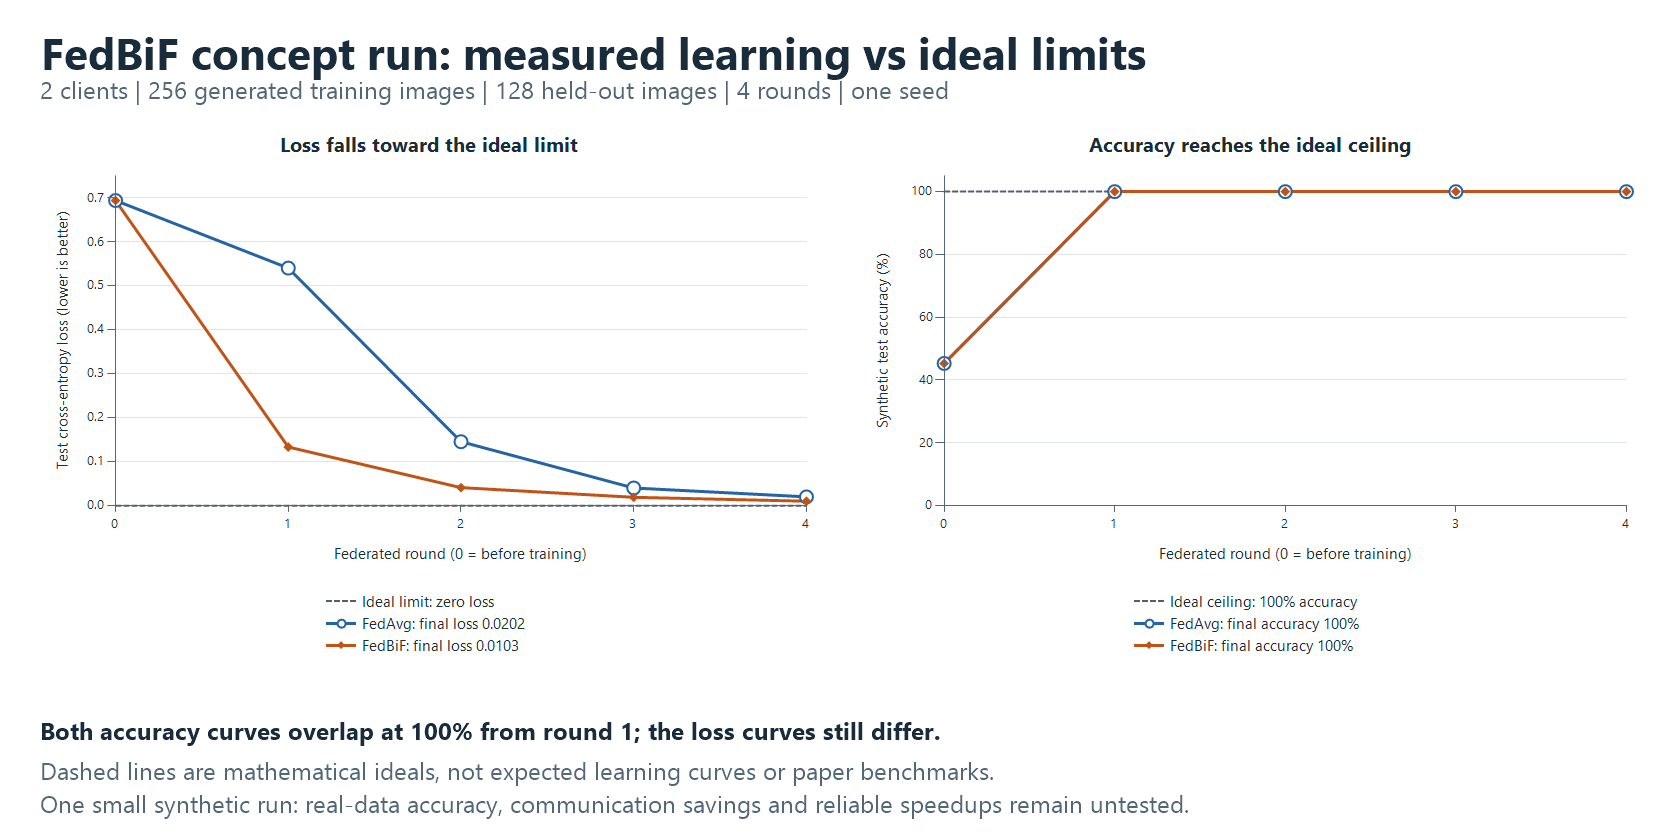 FedBiF concept run: measured learning vs ideal limits
2 clients | 256 generated training images | 128 held-out images | 4 rounds | one seed
Loss falls toward the ideal limit
Test cross-entropy loss (lower is better)
0.7
0.6
0.5
0.4
0.3
0.2
0.1
0.0
0
1
2
3
4
Federated round (0 = before training)
Ideal limit: zero loss
FedAvg: final loss 0.0202
FedBiF: final loss 0.0103
Accuracy reaches the ideal ceiling
Synthetic test accuracy (%)
100
80
60
40
20
0
0
1
2
3
4
Federated round (0 = before training)
Ideal ceiling: 100% accuracy
FedAvg: final accuracy 100%
FedBiF: final accuracy 100%
Both accuracy curves overlap at 100% from round 1; the loss curves still differ.
Dashed lines are mathematical ideals, not expected learning curves or paper benchmarks.
One small synthetic run: real-data accuracy, communication savings and reliable speedups remain untested.